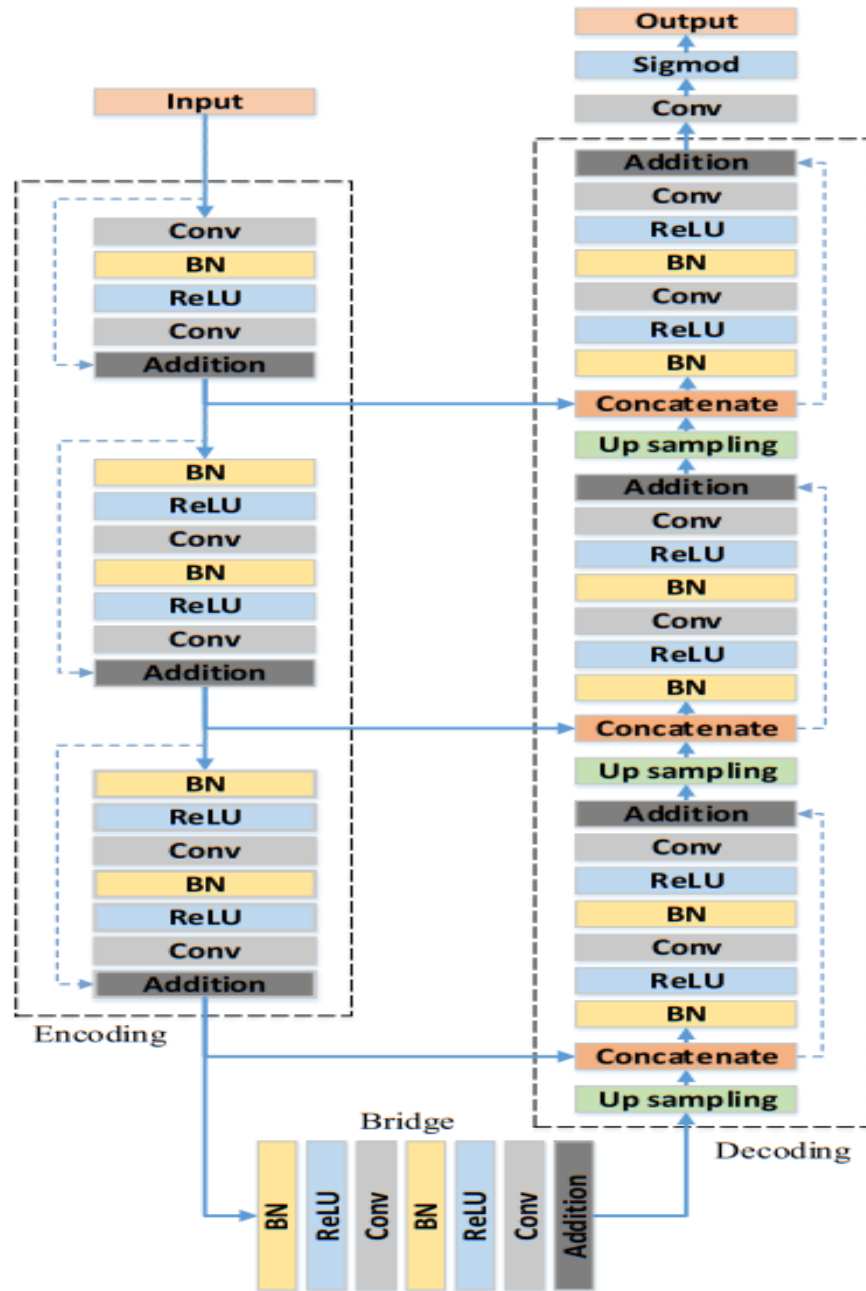 Input
Conv
BN
ReLU
Conv
Addition
BN
ReLU
Conv
BN
ReLU
Conv
Addition
BN
ReLU
Conv
BN
ReLU
Conv
Addition
Encoding
Bridge
BN
ReLU
Conv
BN
ReLU
Conv
Addition
Output
Sigmod
Conv
Addition
Conv
ReLU
BN
Conv
ReLU
BN
Concatenate
Up sampling
Addition
Conv
ReLU
BN
Conv
ReLU
BN
Concatenate
Up sampling
Addition
Conv
ReLU
BN
Conv
ReLU
BN
Concatenate
Up sampling
Decoding